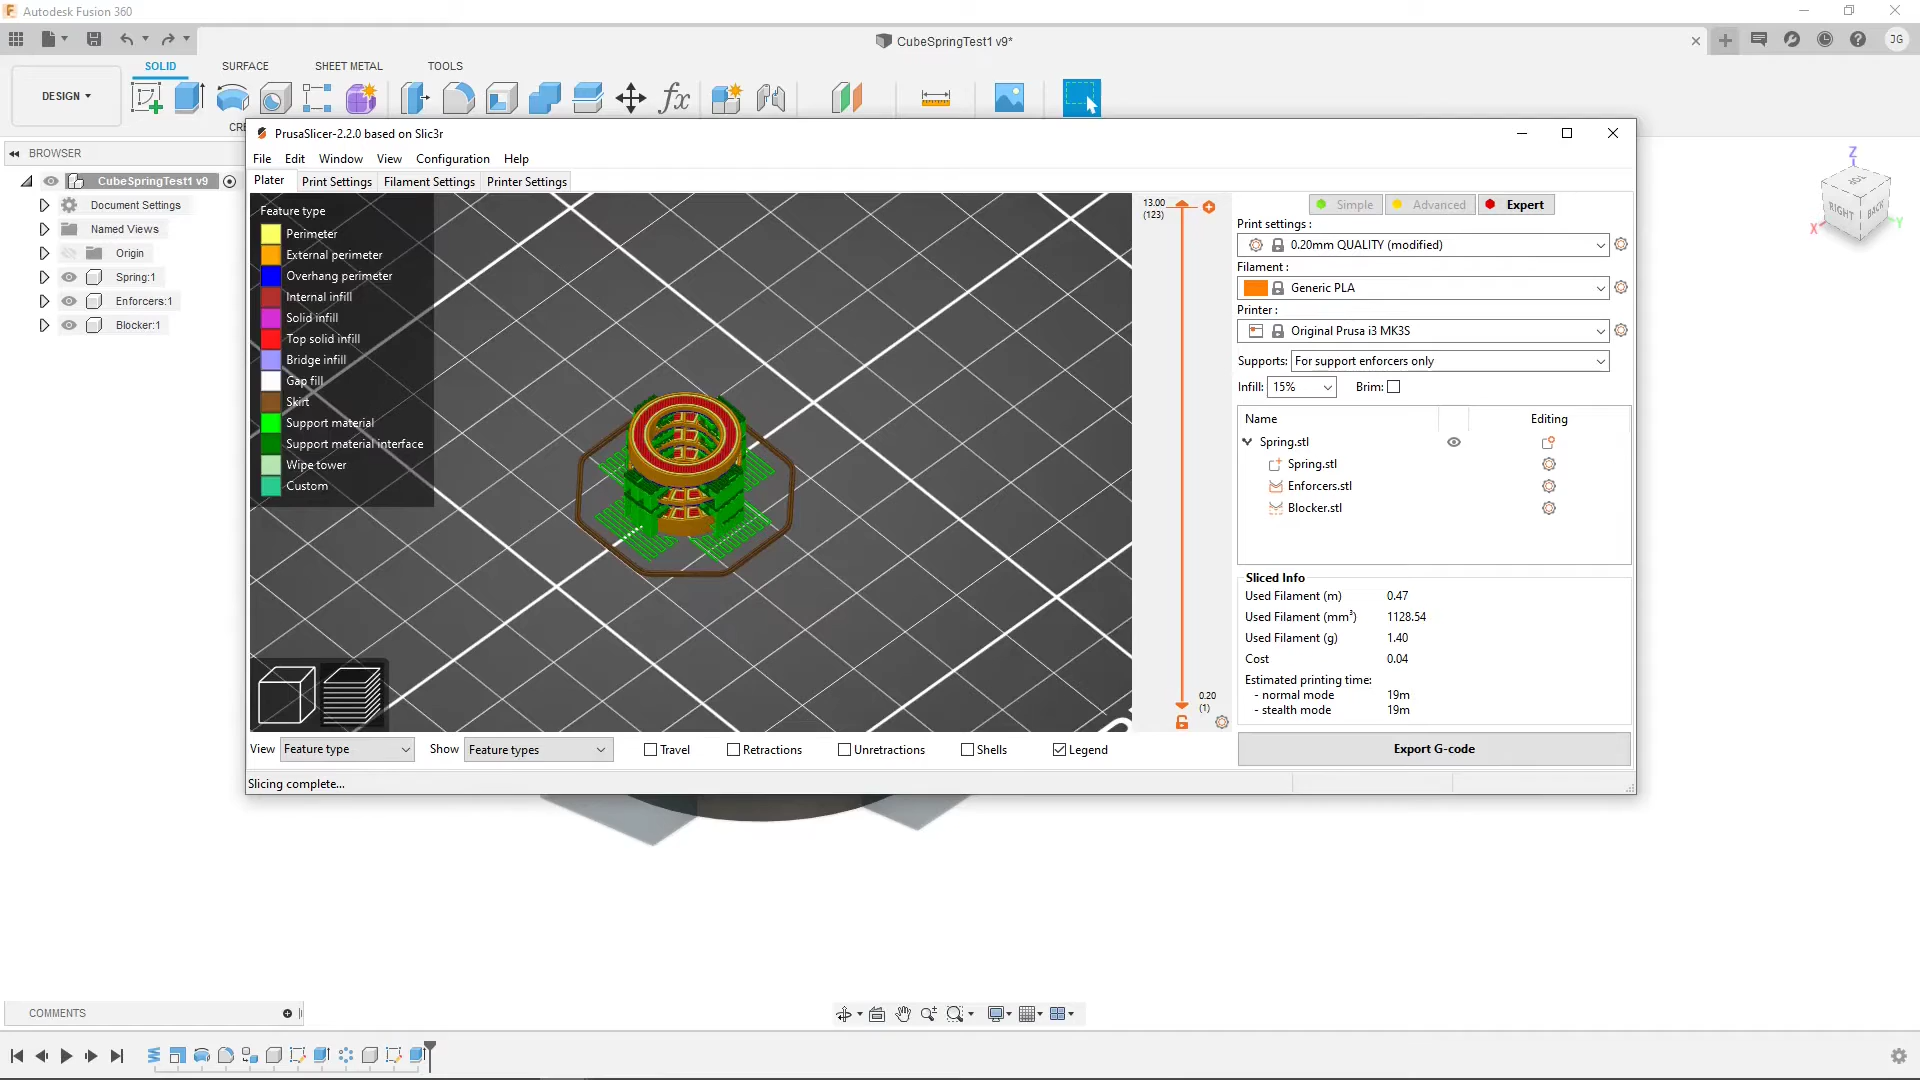 Autodesk Fusion 360
CubeSpringTest1 v9*
JG
DESIGN
SOLID
SURFACE
SHEET METAL
TOOLS
BROWSER
CubeSpringTest1 v9
Document Settings
Named Views
Origin
Spring:1
Enforcers:1
Blocker:1
PrusaSlicer-2.2.0 based on Slic3r
File Edit Window View Configuration Help
Plater Print Settings Filament Settings Printer Settings
Feature type
Perimeter
External perimeter
Overhang perimeter
Internal infill
Solid infill
Top solid infill
Bridge infill
Gap fill
Skirt
Support material
Support material interface
Wipe tower
Custom
13.00
(123)
0.20
(1)
Simple Advanced Expert
Print settings :
0.20mm QUALITY (modified)
Filament :
Generic PLA
Printer :
Original Prusa i3 MK3S
Supports: For support enforcers only
Infill: 15% Brim:
Name Editing
Spring.stl
Spring.stl
Enforcers.stl
Blocker.stl
Sliced Info
Used Filament (m) 0.47
Used Filament (mm³) 1128.54
Used Filament (g) 1.40
Cost 0.04
Estimated printing time:
- normal mode 19m
- stealth mode 19m
Export G-code
View Feature type Show Feature types Travel Retractions Unretractions Shells Legend
Slicing complete...
Z
TOP
RIGHT
BACK
X
Y
COMMENTS